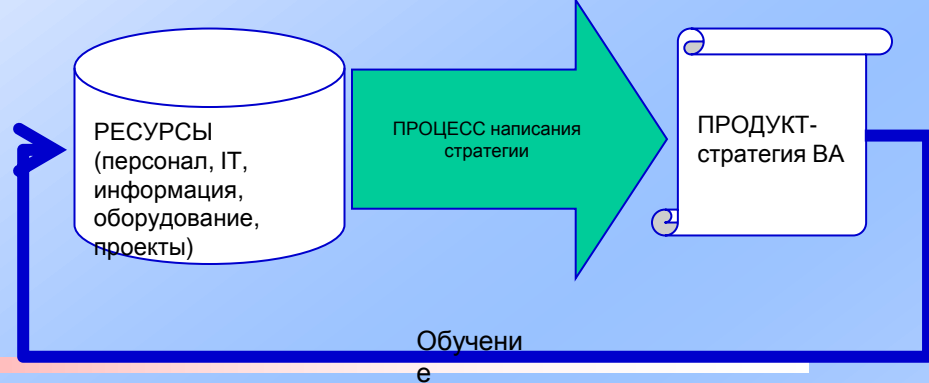 РЕСУРСЫ
(персонал, IT,
информация,
оборудование,
проекты)
ПРОЦЕСС написания
стратегии
ПРОДУКТ-
стратегия ВА
Обучени
е